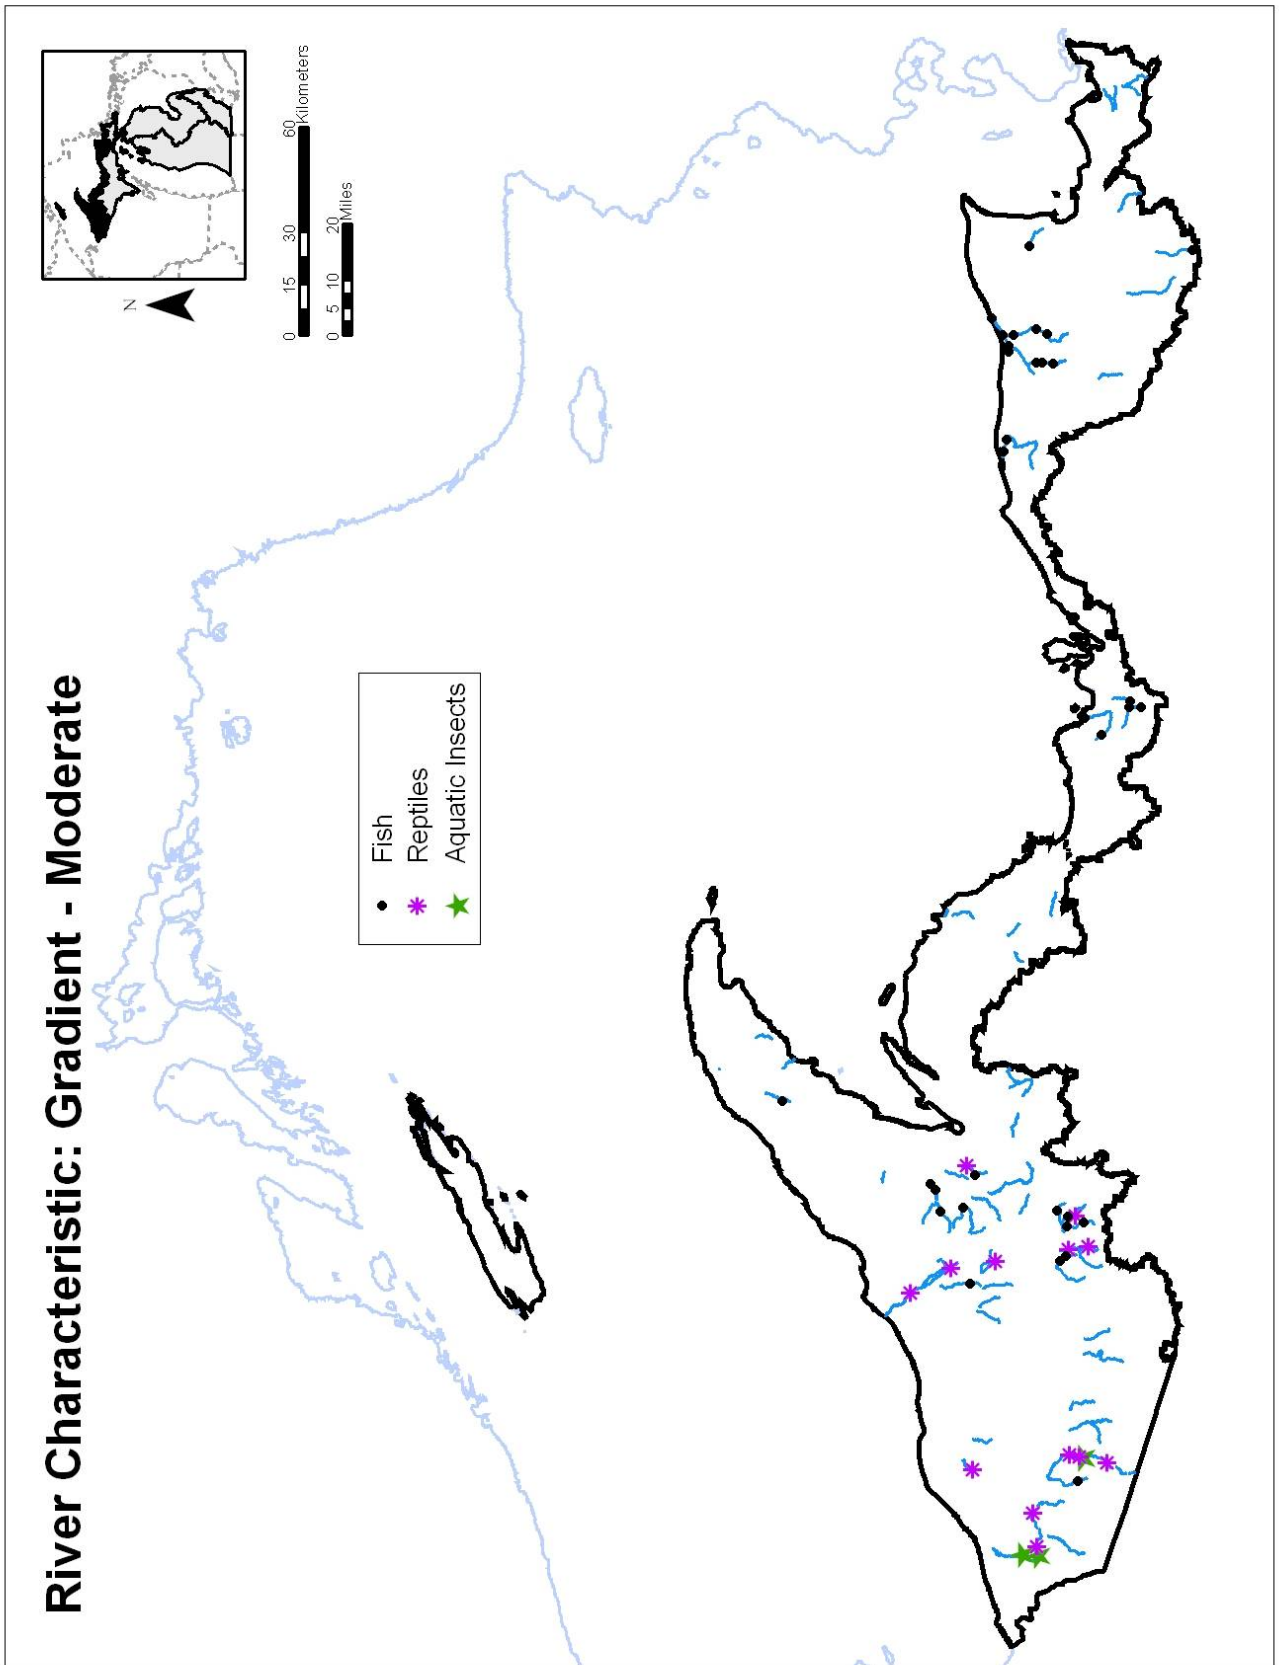 River Characteristic: Gradient - Moderate
Fish
Reptiles
Aquatic Insects
N
0 15 30 60
Kilometers
0 5 10 20
Miles